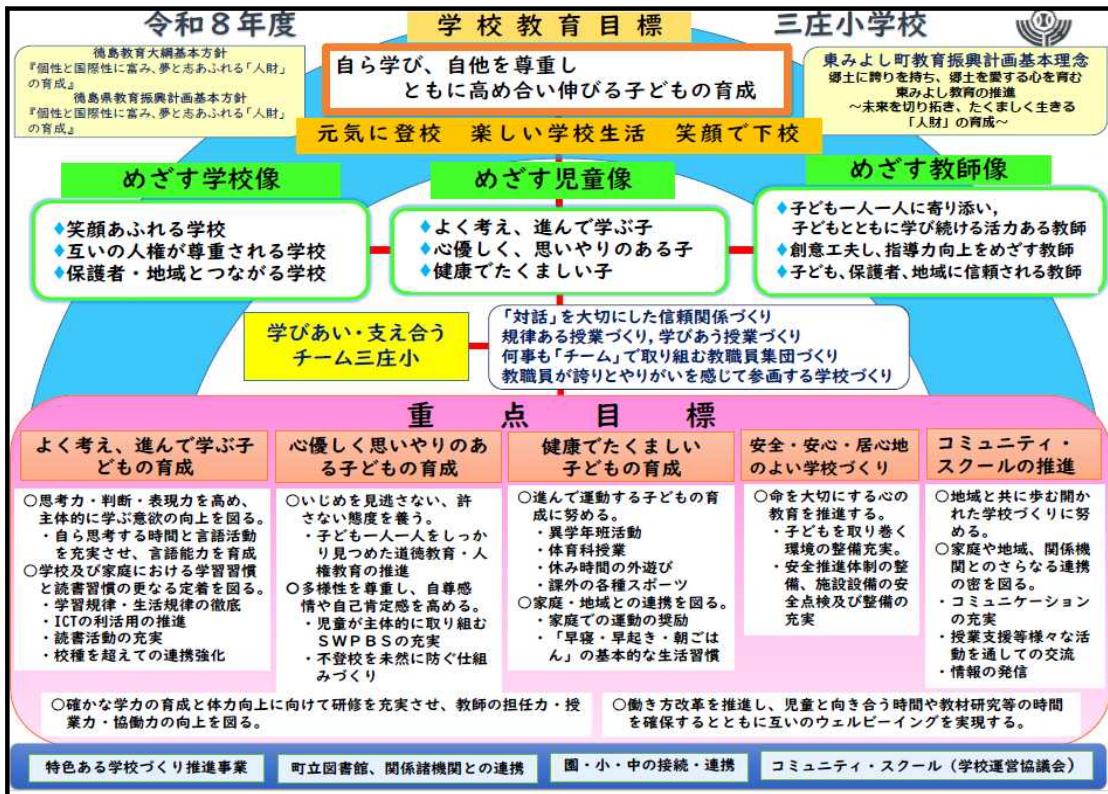 令和８年度
学校教育目標
三庄小学校
徳島教育大綱基本方針
『個性と国際性に富み、夢と志あふれる「人財」
の育成』
徳島県教育振興計画基本方針
『個性と国際性に富み、夢と志あふれる「人財」
の育成』
自ら学び、自他を尊重し
ともに高め合い伸びる子どもの育成
東みよし町教育振興計画基本理念
郷土に誇りを持ち、郷土を愛する心を育む
東みよし教育の推進
～未来を切り拓き、たくましく生きる
「人財」の育成～
元気に登校　楽しい学校生活　笑顔で下校
めざす学校像
♦笑顔あふれる学校
♦互いの人権が尊重される学校
♦保護者・地域とつながる学校
めざす児童像
♦よく考え、進んで学ぶ子
♦心優しく、思いやりのある子
♦健康でたくましい子
めざす教師像
♦子ども一人一人に寄り添い，
子どもとともに学び続ける活力ある教師
♦創意工夫し、指導力向上をめざす教師
♦子ども、保護者、地域に信頼される教師
学びあい・支え合う
チーム三庄小
「対話」を大切にした信頼関係づくり
規律ある授業づくり，学びあう授業づくり
何事も「チーム」で取り組む教職員集団づくり
教職員が誇りとやりがいを感じて参画する学校づくり
重点目標
よく考え、進んで学ぶ子
どもの育成
○思考力・判断・表現力を高め、
主体的に学ぶ意欲の向上を図る。
・自ら思考する時間と言語活動
を充実させ、言語能力を育成
○学校及び家庭における学習習慣
と読書習慣の更なる定着を図る。
・学習規律・生活規律の徹底
・ICTの利活用の推進
・読書活動の充実
・校種を超えての連携強化
心優しく思いやりのあ
る子どもの育成
○いじめを見逃さない、許
さない態度を養う。
・子ども一人一人をしっか
り見つめた道徳教育・人
権教育の推進
○多様性を尊重し、自尊感
情や自己肯定感を高める。
・児童が主体的に取り組む
ＳＷＰＢＳの充実
・不登校を未然に防ぐ仕組
みづくり
健康でたくましい
子どもの育成
○進んで運動する子どもの育
成に努める。
・異学年班活動
・体育科授業
・休み時間の外遊び
・課外の各種スポーツ
○家庭・地域との連携を図る。
・家庭での運動の奨励
・「早寝・早起き・朝ごは
ん」の基本的な生活習慣
安全・安心・居心地
のよい学校づくり
○命を大切にする心の
教育を推進する。
・子どもを取り巻く
環境の整備充実。
・安全推進体制の整
備、施設設備の安
全点検及び整備の
充実
コミュニティ・
スクールの推進
○地域と共に歩む開か
れた学校づくりに努
める。
○家庭や地域、関係機
関とのさらなる連携
の密を図る。
・コミュニケーション
の充実
・授業支援等様々な活
動を通しての交流
・情報の発信
○確かな学力の育成と体力向上に向けて研修を充実させ、教師の担任力・授
業力・協働力の向上を図る。
○働き方改革を推進し、児童と向き合う時間や教材研究等の時間
を確保するとともに互いのウェルビーイングを実現する。
特色ある学校づくり推進事業
町立図書館、関係諸機関との連携
園・小・中の接続・連携
コミュニティ・スクール（学校運営協議会）